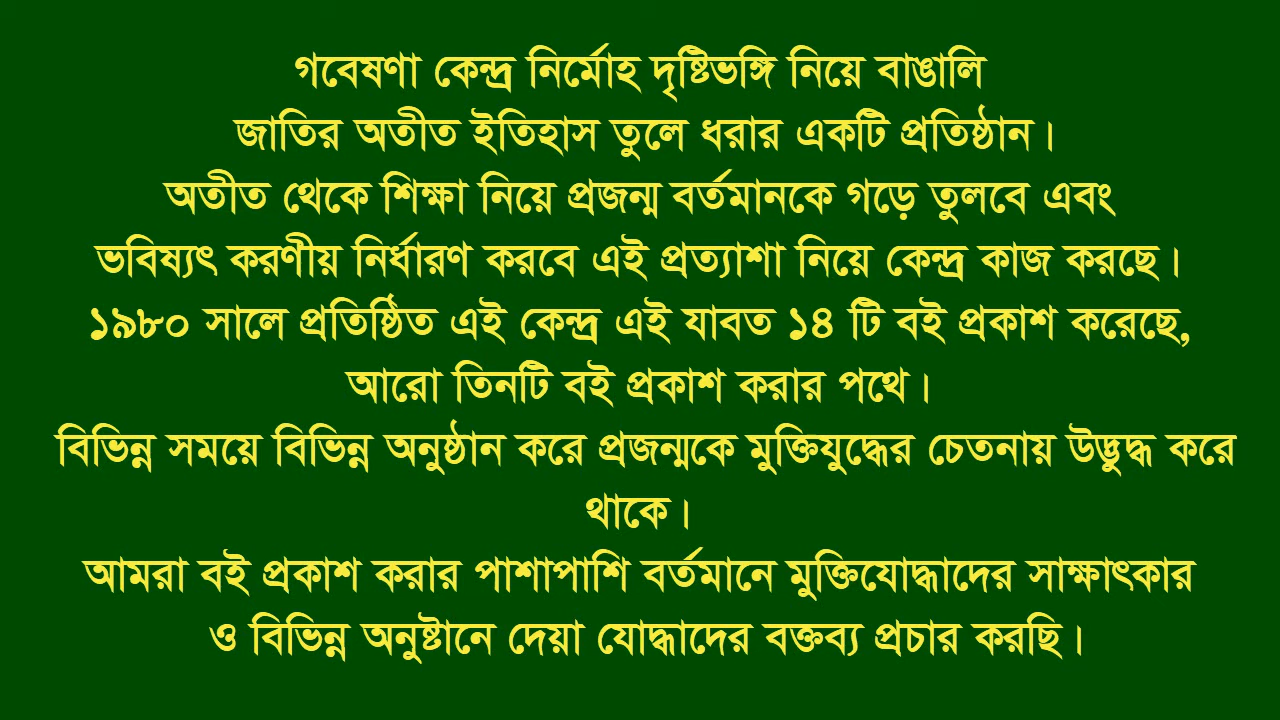 গবেষণা কেন্দ্র নির্মোহ দৃষ্টিভঙ্গি নিয়ে বাঙালি
জাতির অতীত ইতিহাস তুলে ধরার একটি প্রতিষ্ঠান।
অতীত থেকে শিক্ষা নিয়ে প্রজন্ম বর্তমানকে গড়ে তুলবে এবং
ভবিষ্যৎ করণীয় নির্ধারণ করবে এই প্রত্যাশা নিয়ে কেন্দ্র কাজ করছে।
১৯৮০ সালে প্রতিষ্ঠিত এই কেন্দ্র এই যাবত ১৪ টি বই প্রকাশ করেছে,
আরো তিনটি বই প্রকাশ করার পথে।
বিভিন্ন সময়ে বিভিন্ন অনুষ্ঠান করে প্রজন্মকে মুক্তিযুদ্ধের চেতনায় উদ্ভুদ্ধ করে
থাকে।
আমরা বই প্রকাশ করার পাশাপাশি বর্তমানে মুক্তিযোদ্ধাদের সাক্ষাৎকার
ও বিভিন্ন অনুষ্টানে দেয়া যোদ্ধাদের বক্তব্য প্রচার করছি।